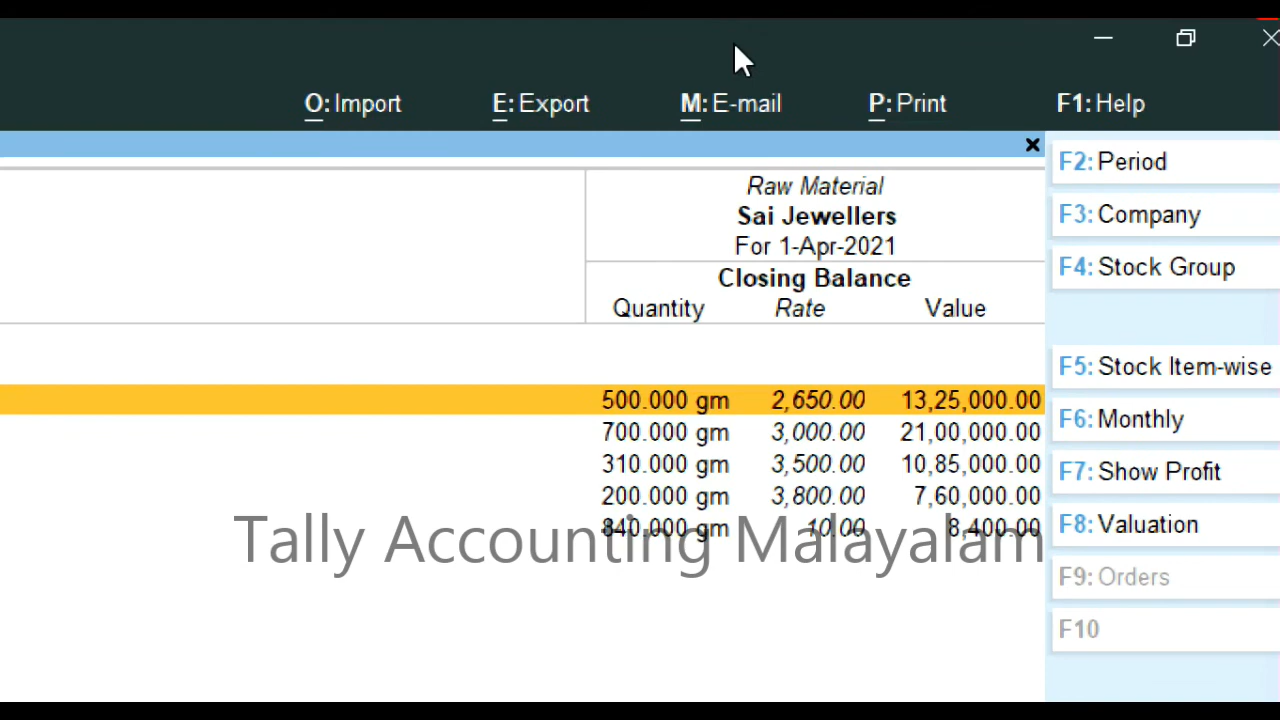 O: Import E: Export M: E-mail P: Print F1: Help
F2: Period
Raw Material
Sai Jewellers
F3: Company
For 1-Apr-2021
F4: Stock Group
Closing Balance
Quantity Rate Value
F5: Stock Item-wise
500.000 gm 2,650.00 13,25,000.00
F6: Monthly
700.000 gm 3,000.00 21,00,000.00
310.000 gm 3,500.00 10,85,000.00
F7: Show Profit
200.000 gm 3,800.00 7,60,000.00
840.000 gm 10.00 8,400.00
F8: Valuation
Tally Accounting Malayalam
F9: Orders
F10